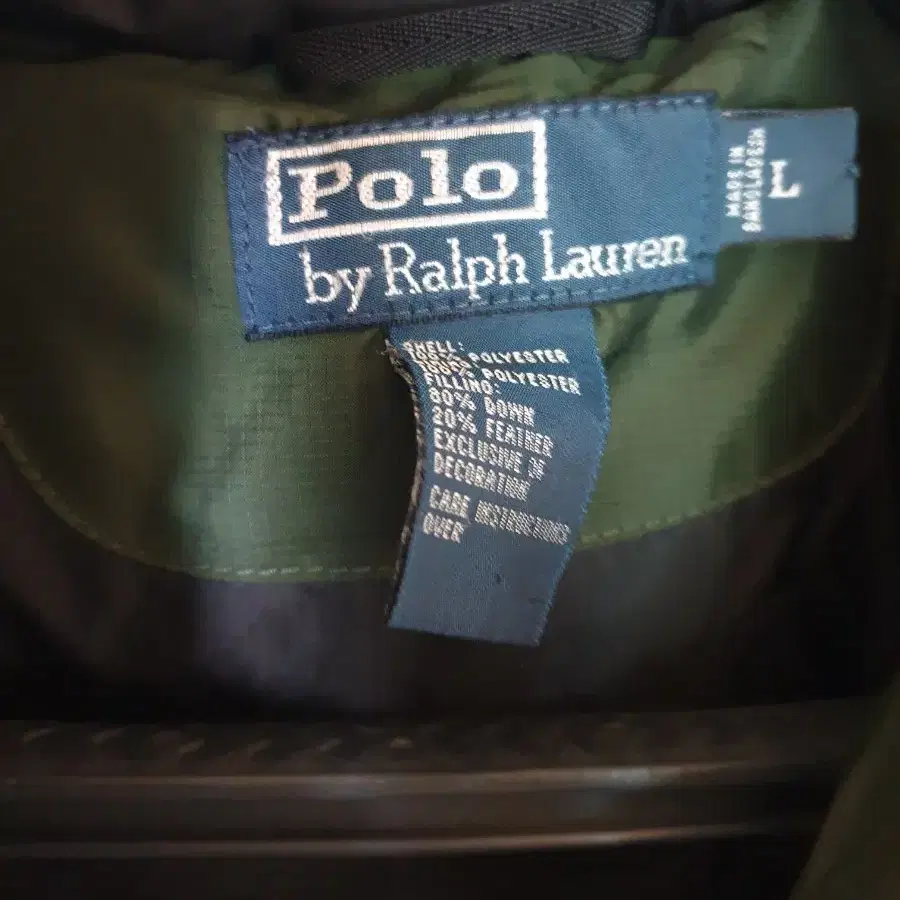 Polo
by Ralph Lauren
MADE IN
BANGLADESH
L
SHELL:
100% POLYESTER
100% POLYESTER
FILLING:
80% DOWN
20% FEATHER
EXCLUSIVE OF
DECORATION
CARE INSTRUCTIONS
OVER